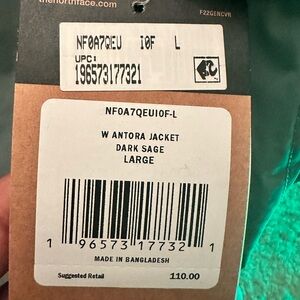 thenorthface.com
F22GENCVR
NF0A7QEU I0F L
UPC:
196573177321
NF0A7QEUI0F-L
W ANTORA JACKET
DARK SAGE
LARGE
1 96573 17732 1
MADE IN BANGLADESH
Suggested Retail 110.00